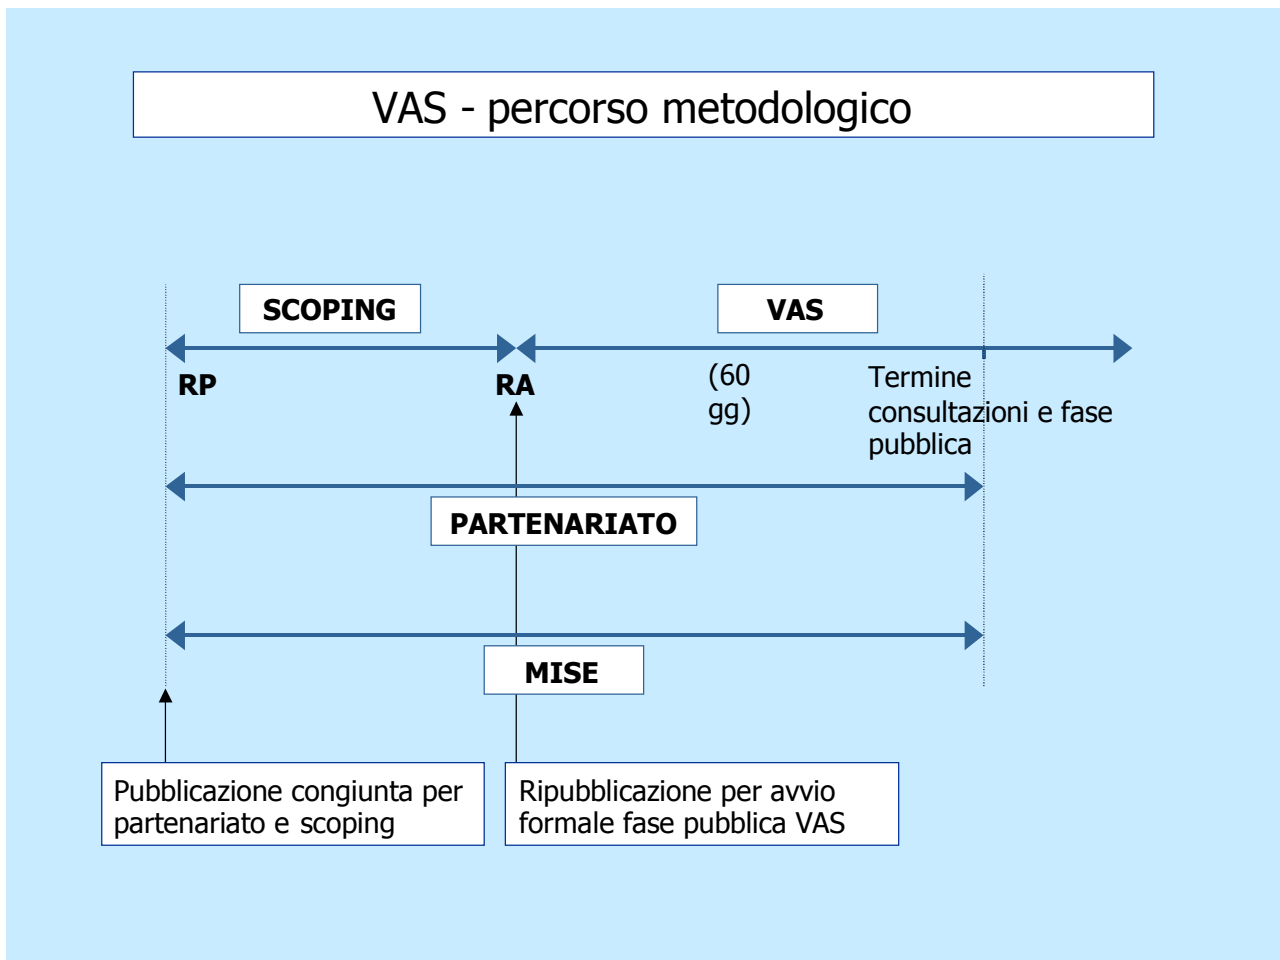 VAS - percorso metodologico
SCOPING
VAS
RP
RA
(60
gg)
Termine
consultazioni e fase
pubblica
PARTENARIATO
MISE
Pubblicazione congiunta per
partenariato e scoping
Ripubblicazione per avvio
formale fase pubblica VAS